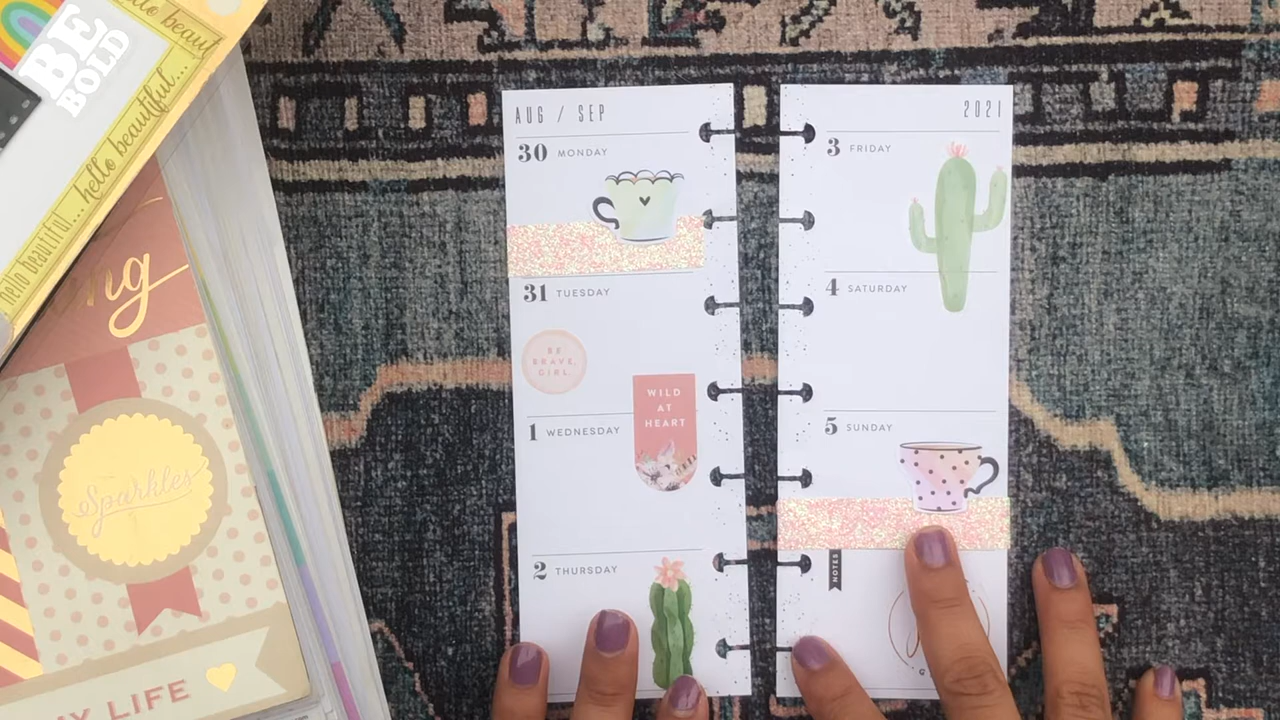 BE
BOLD
hello beautiful...
hello beautiful...
Sparkles
MY LIFE
AUG / SEP
30 MONDAY
31 TUESDAY
BE
BRAVE,
GIRL.
WILD
AT
HEART
1 WEDNESDAY
2 THURSDAY
2021
3 FRIDAY
4 SATURDAY
5 SUNDAY
NOTES